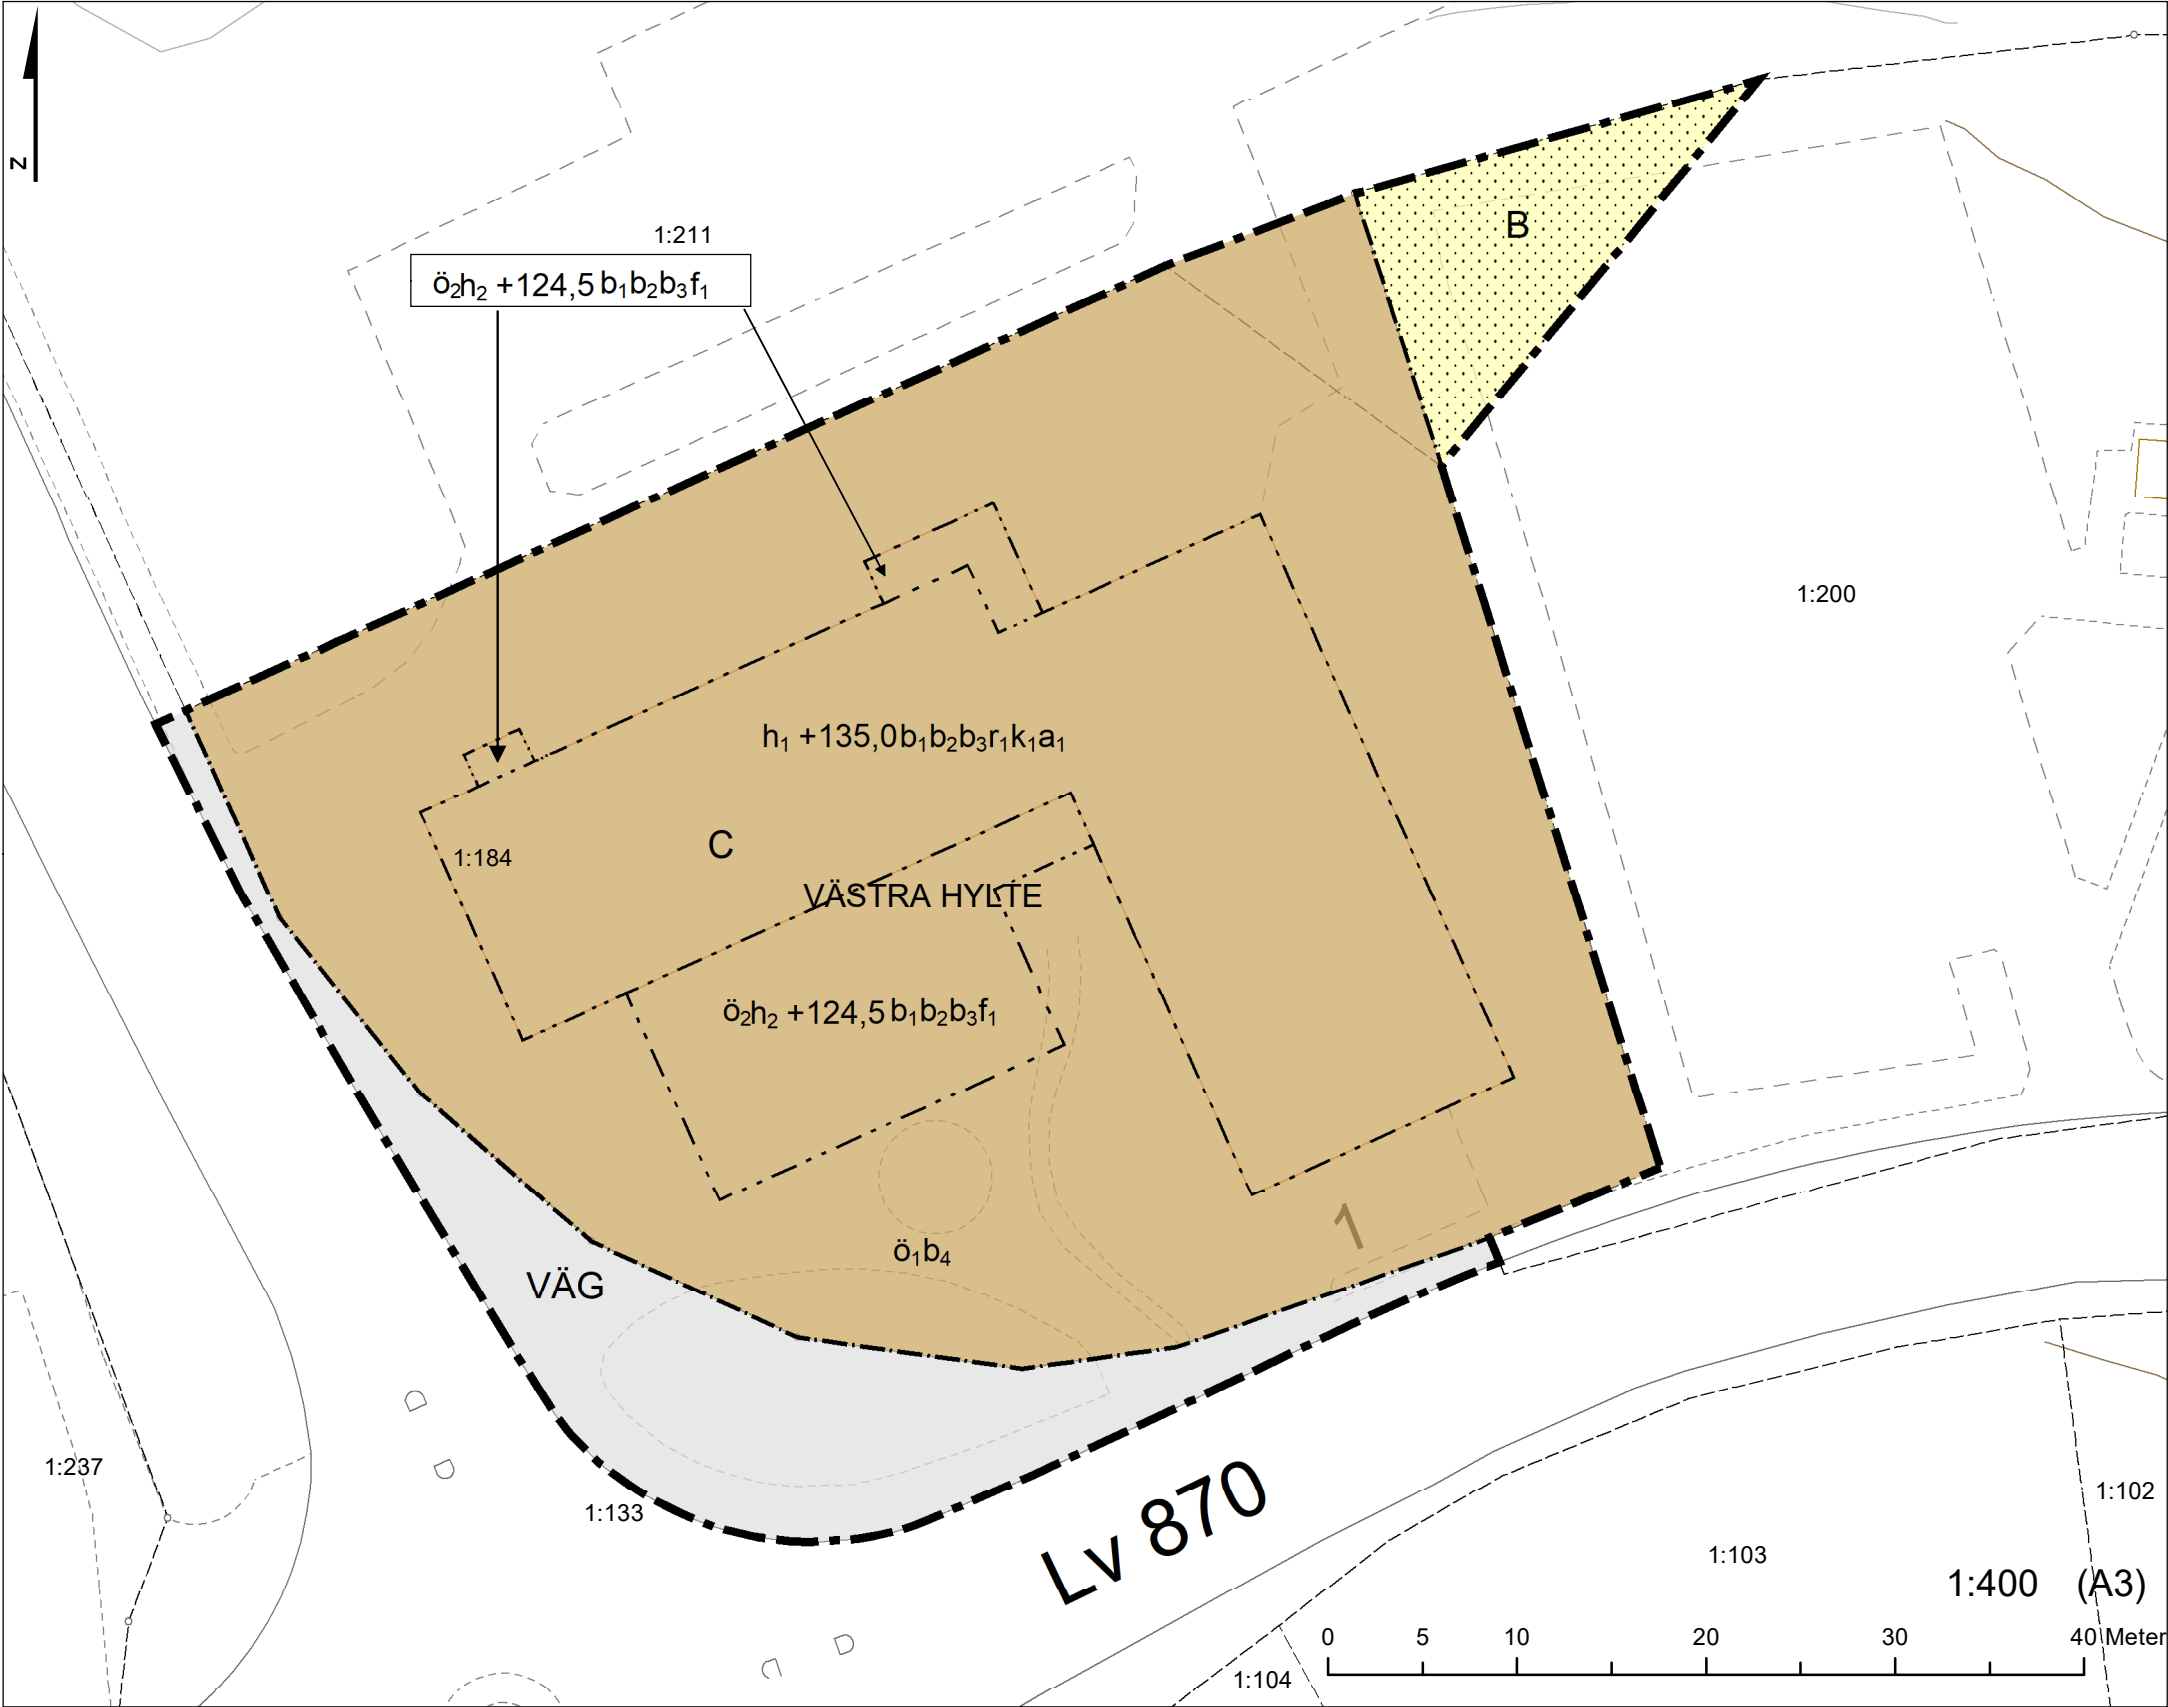 z
B
1:211
ö₂h₂ +124,5 b₁b₂b₃f₁
1:200
h₁ +135,0b₁b₂b₃r₁k₁a₁
C
1:184
VÄSTRA HYLTE
ö₂h₂ +124,5 b₁b₂b₃f₁
1
ö₁b₄
VÄG
1:237
1:133
Lv 870
1:102
1:103
1:400 (A3)
0 5 10 20 30 40 Meter
1:104